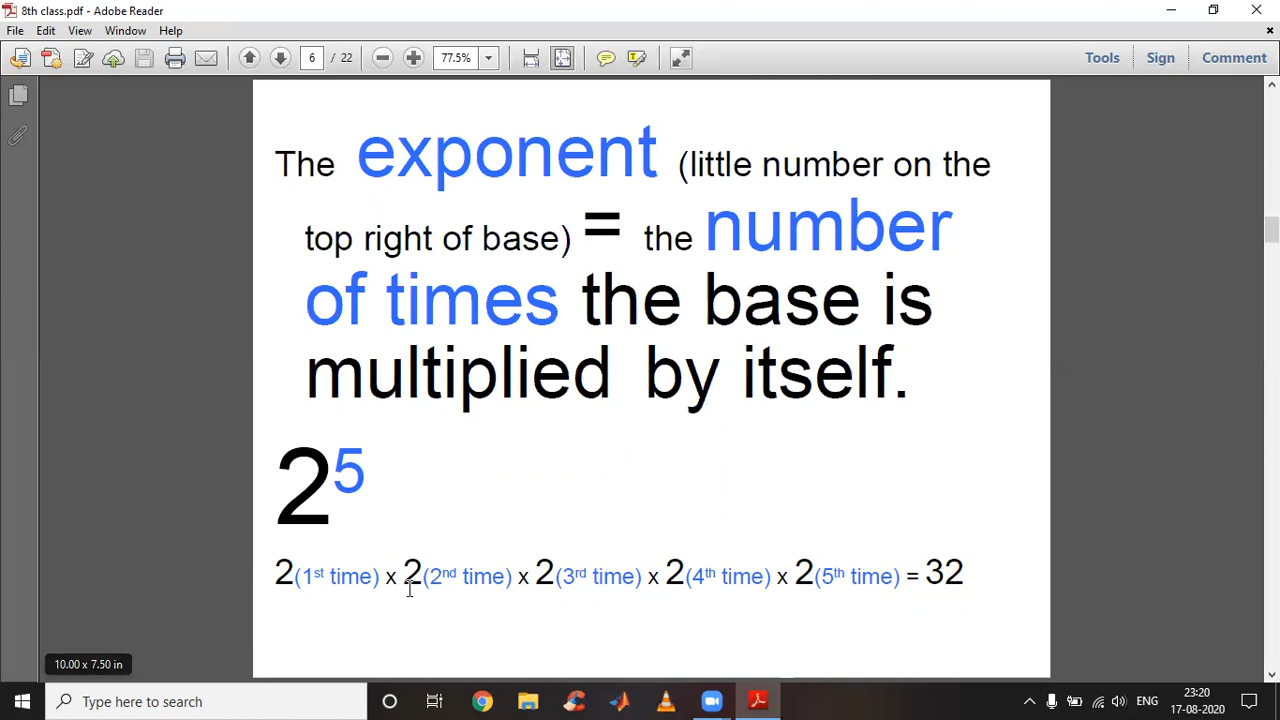 8th class.pdf - Adobe Reader
File Edit View Window Help
6 / 22 77.5% Tools Sign Comment
The exponent (little number on the
top right of base) = the number
of times the base is
multiplied by itself.
2⁵
2(1st time) x 2(2nd time) x 2(3rd time) x 2(4th time) x 2(5th time) = 32
10.00 x 7.50 in
Type here to search
ENG
23:20
17-08-2020